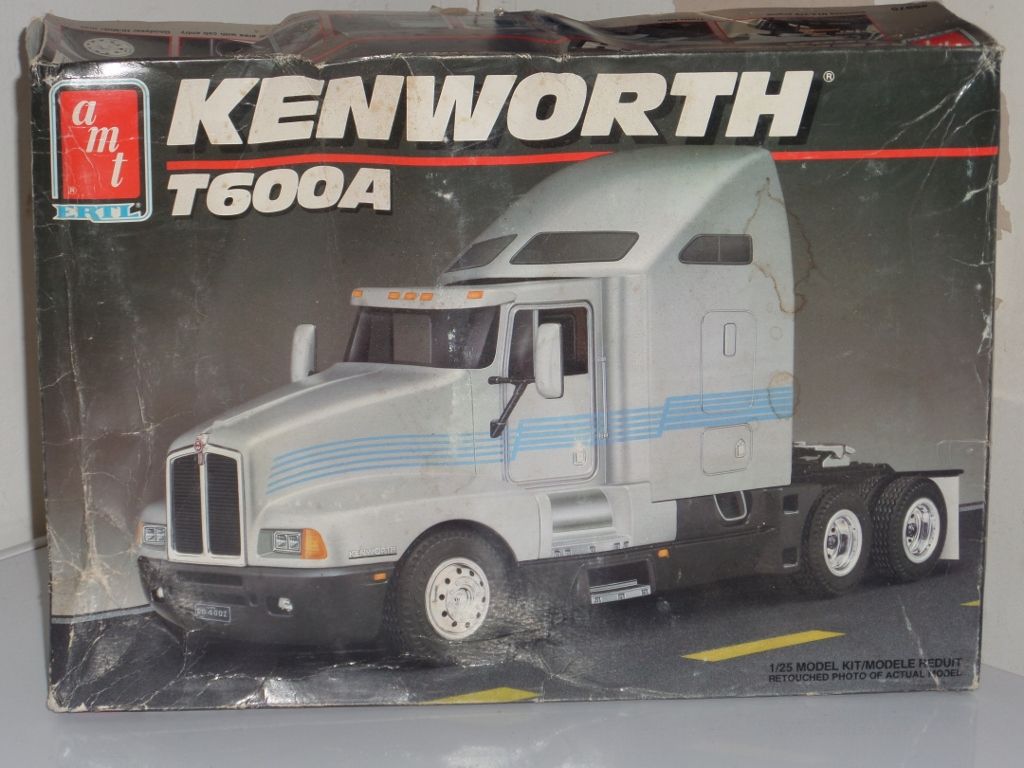 amt
ERTL®
KENWORTH®
T600A
KENWORTH
1/25 MODEL KIT/MODELE REDUIT
RETOUCHED PHOTO OF ACTUAL MODEL